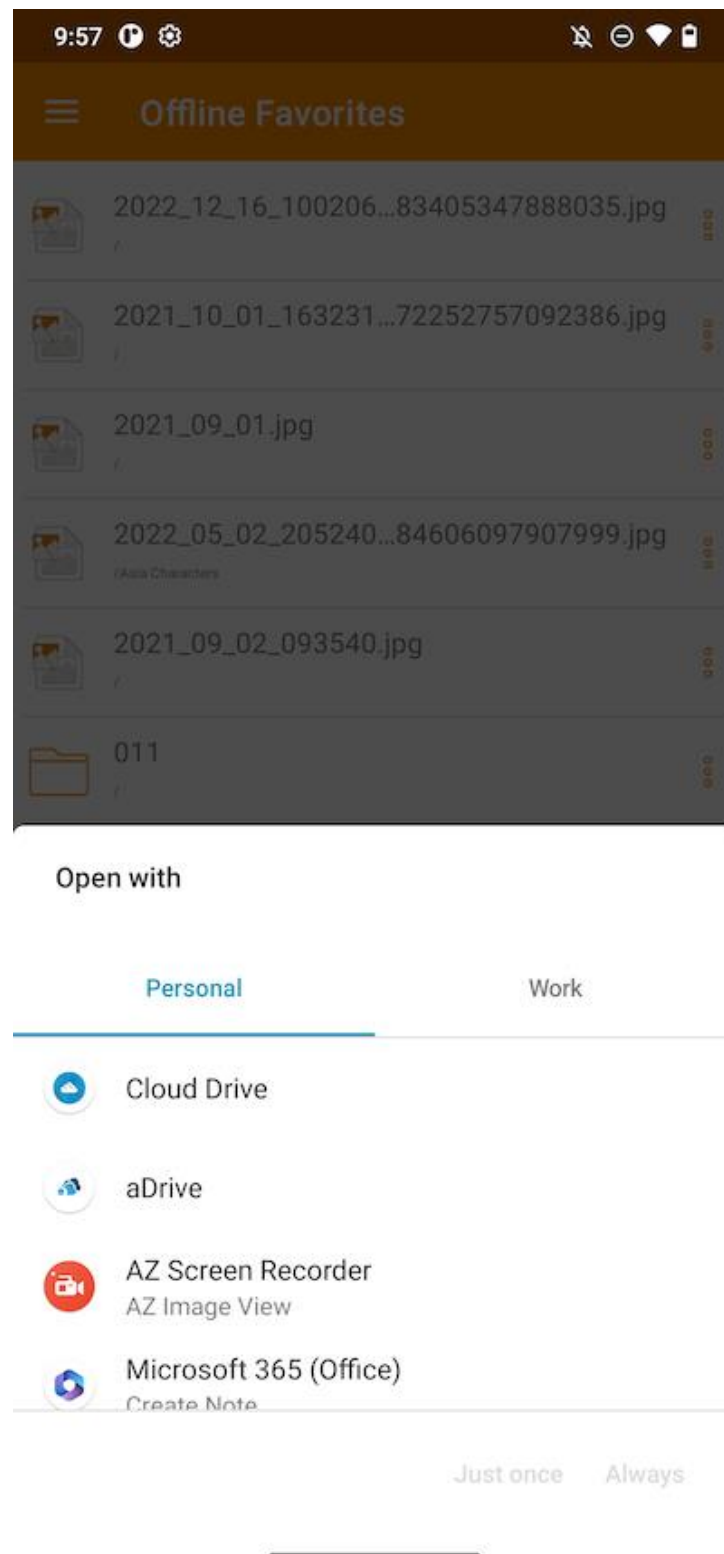 9:57
Offline Favorites
2022_12_16_100206...83405347888035.jpg
/
2021_10_01_163231...72252757092386.jpg
/
2021_09_01.jpg
/
2022_05_02_205240...84606097907999.jpg
/Asia Characters
2021_09_02_093540.jpg
/
011
/
Open with
Personal
Work
Cloud Drive
aDrive
AZ Screen Recorder
AZ Image View
Microsoft 365 (Office)
Create Note
Just once
Always